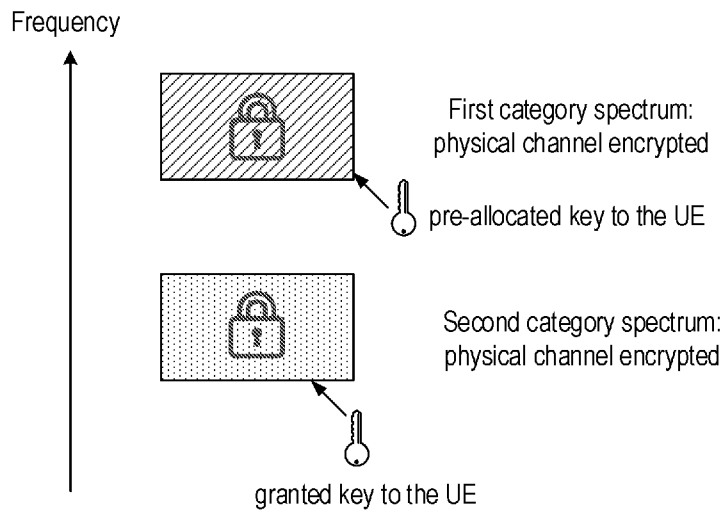 Frequency
First category spectrum:
physical channel encrypted
pre-allocated key to the UE
Second category spectrum:
physical channel encrypted
granted key to the UE